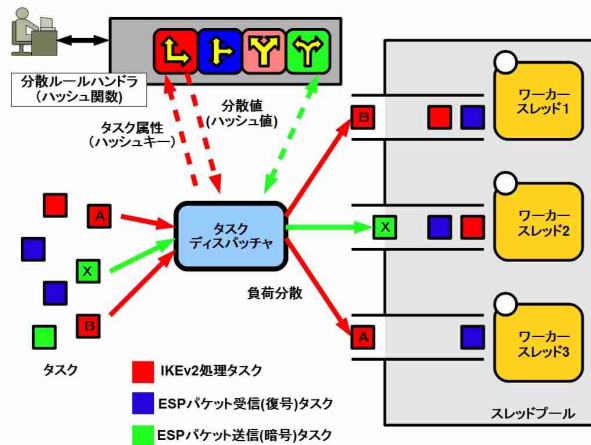 分散ルールハンドラ
(ハッシュ関数)
タスク属性
(ハッシュキー)
分散値
(ハッシュ値)
B
ワーカー
スレッド1
A
X
B
タスク
ディスパッチャ
X
ワーカー
スレッド2
負荷分散
A
ワーカー
スレッド3
タスク
IKEv2処理タスク
ESPパケット受信(復号)タスク
ESPパケット送信(暗号)タスク
スレッドプール